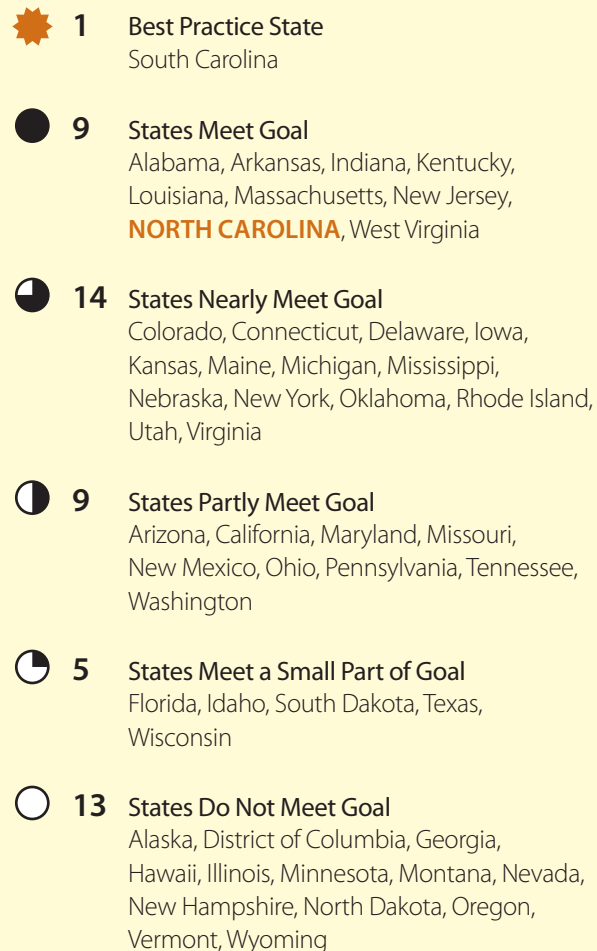 1 Best Practice State
South Carolina
9 States Meet Goal
Alabama, Arkansas, Indiana, Kentucky,
Louisiana, Massachusetts, New Jersey,
NORTH CAROLINA, West Virginia
14 States Nearly Meet Goal
Colorado, Connecticut, Delaware, Iowa,
Kansas, Maine, Michigan, Mississippi,
Nebraska, New York, Oklahoma, Rhode Island,
Utah, Virginia
9 States Partly Meet Goal
Arizona, California, Maryland, Missouri,
New Mexico, Ohio, Pennsylvania, Tennessee,
Washington
5 States Meet a Small Part of Goal
Florida, Idaho, South Dakota, Texas,
Wisconsin
13 States Do Not Meet Goal
Alaska, District of Columbia, Georgia,
Hawaii, Illinois, Minnesota, Montana, Nevada,
New Hampshire, North Dakota, Oregon,
Vermont, Wyoming